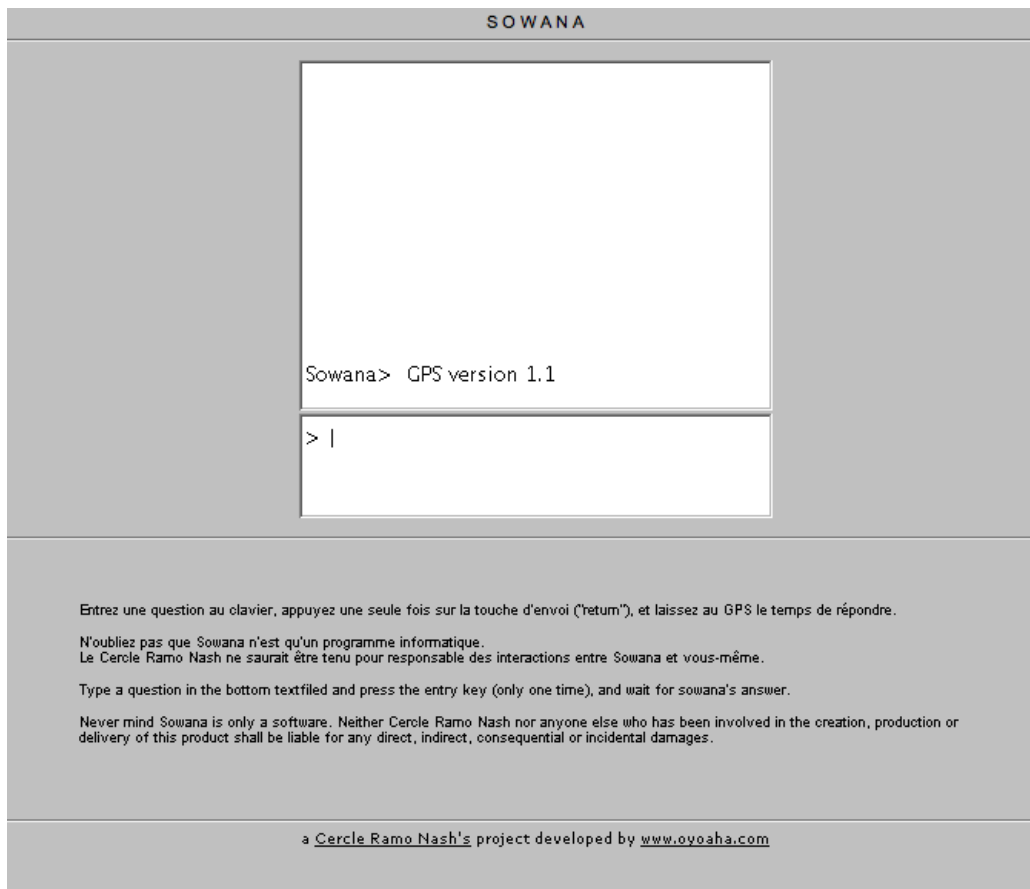 SOWANA
Sowana> GPS version 1.1
> |
Entrez une question au clavier, appuyez une seule fois sur la touche d'envoi ("return"), et laissez au GPS le temps de répondre.
N'oubliez pas que Sowana n'est qu'un programme informatique.
Le Cercle Ramo Nash ne saurait être tenu pour responsable des interactions entre Sowana et vous-même.
Type a question in the bottom textfiled and press the entry key (only one time), and wait for sowana's answer.
Never mind Sowana is only a software. Neither Cercle Ramo Nash nor anyone else who has been involved in the creation, production or
delivery of this product shall be liable for any direct, indirect, consequential or incidental damages.
a Cercle Ramo Nash's project developed by www.oyoaha.com